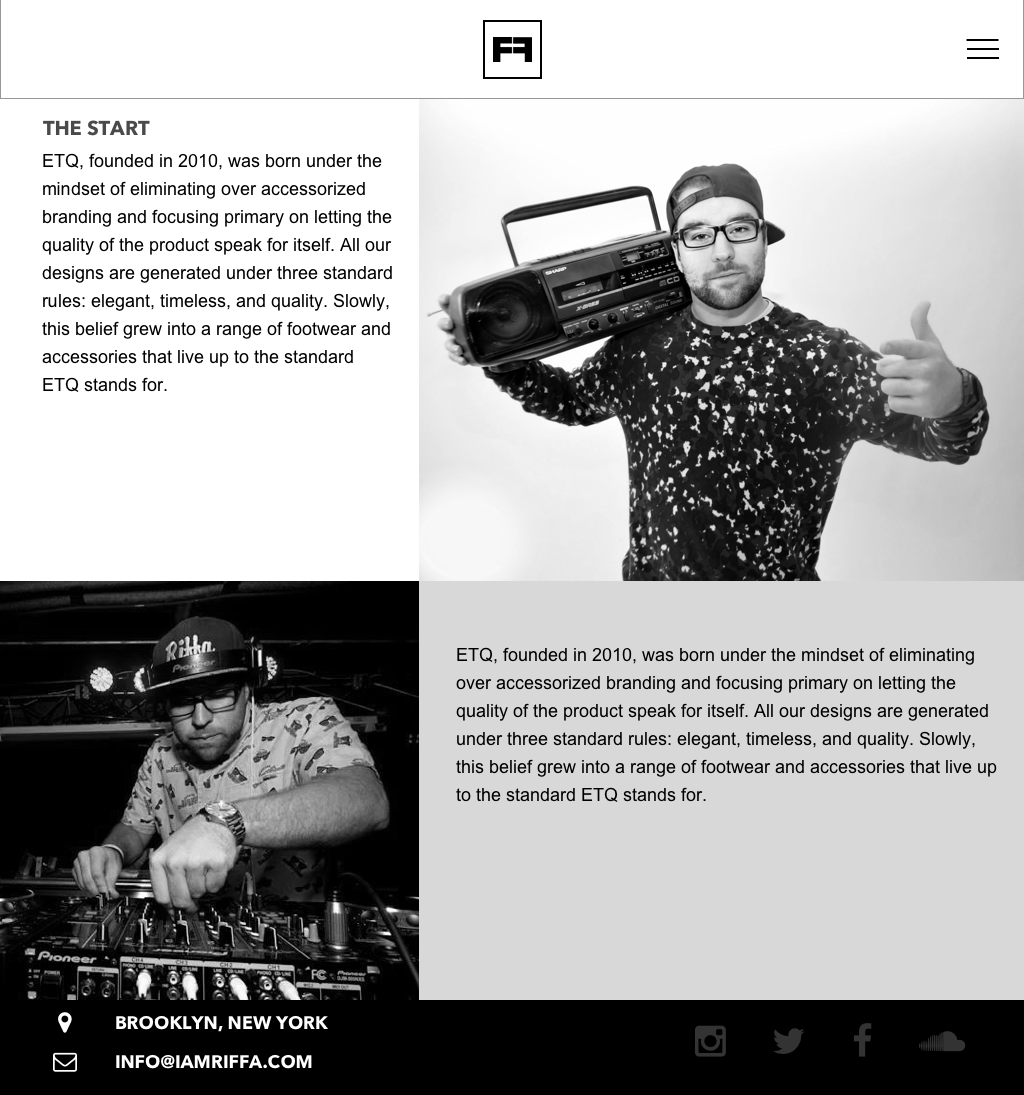 THE START
ETQ, founded in 2010, was born under the
mindset of eliminating over accessorized
branding and focusing primary on letting the
quality of the product speak for itself. All our
designs are generated under three standard
rules: elegant, timeless, and quality. Slowly,
this belief grew into a range of footwear and
accessories that live up to the standard
ETQ stands for.
SHARP
Riffa
Pioneer
Pioneer
ETQ, founded in 2010, was born under the mindset of eliminating
over accessorized branding and focusing primary on letting the
quality of the product speak for itself. All our designs are generated
under three standard rules: elegant, timeless, and quality. Slowly,
this belief grew into a range of footwear and accessories that live up
to the standard ETQ stands for.
BROOKLYN, NEW YORK
INFO@IAMRIFFA.COM